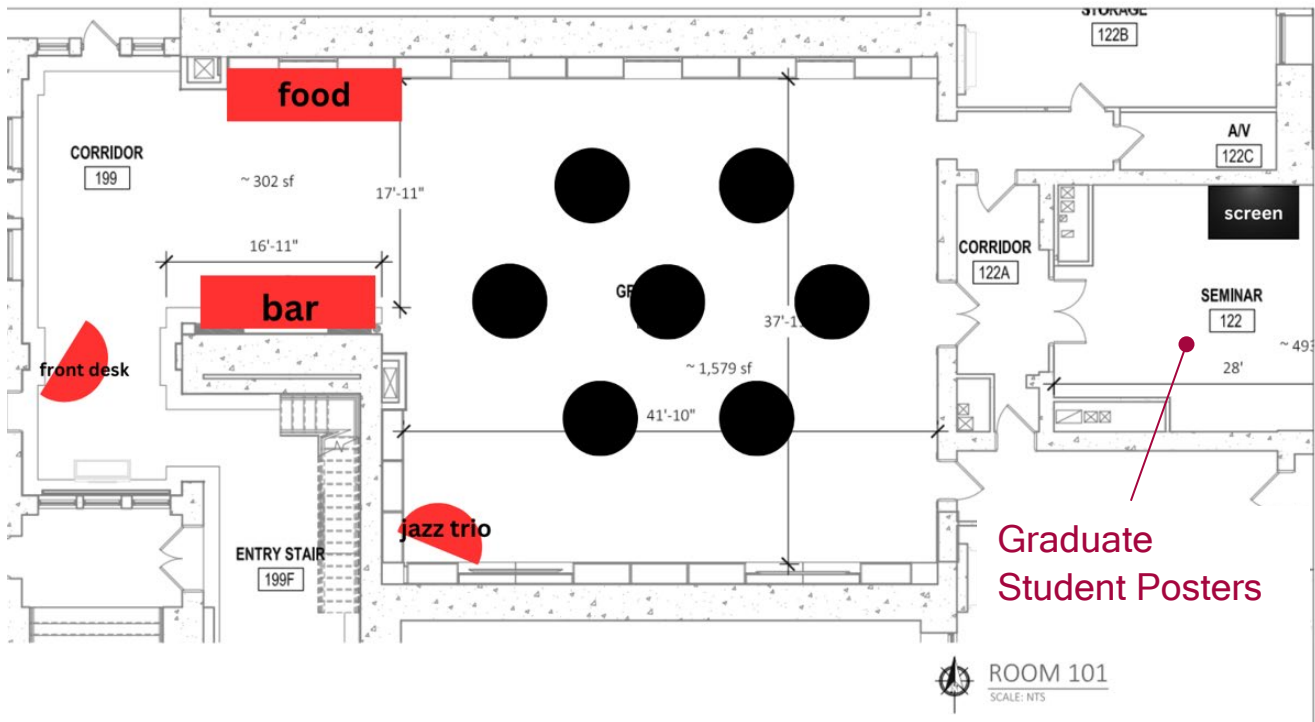 STORAGE
122B
food
A/V
122C
CORRIDOR
199
~ 302 sf
17'-11"
screen
16'-11"
CORRIDOR
122A
SEMINAR
122
bar
28'
front desk
~ 1,579 sf
41'-10"
jazz trio
ENTRY STAIR
199F
Graduate
Student Posters
ROOM 101
SCALE: NTS